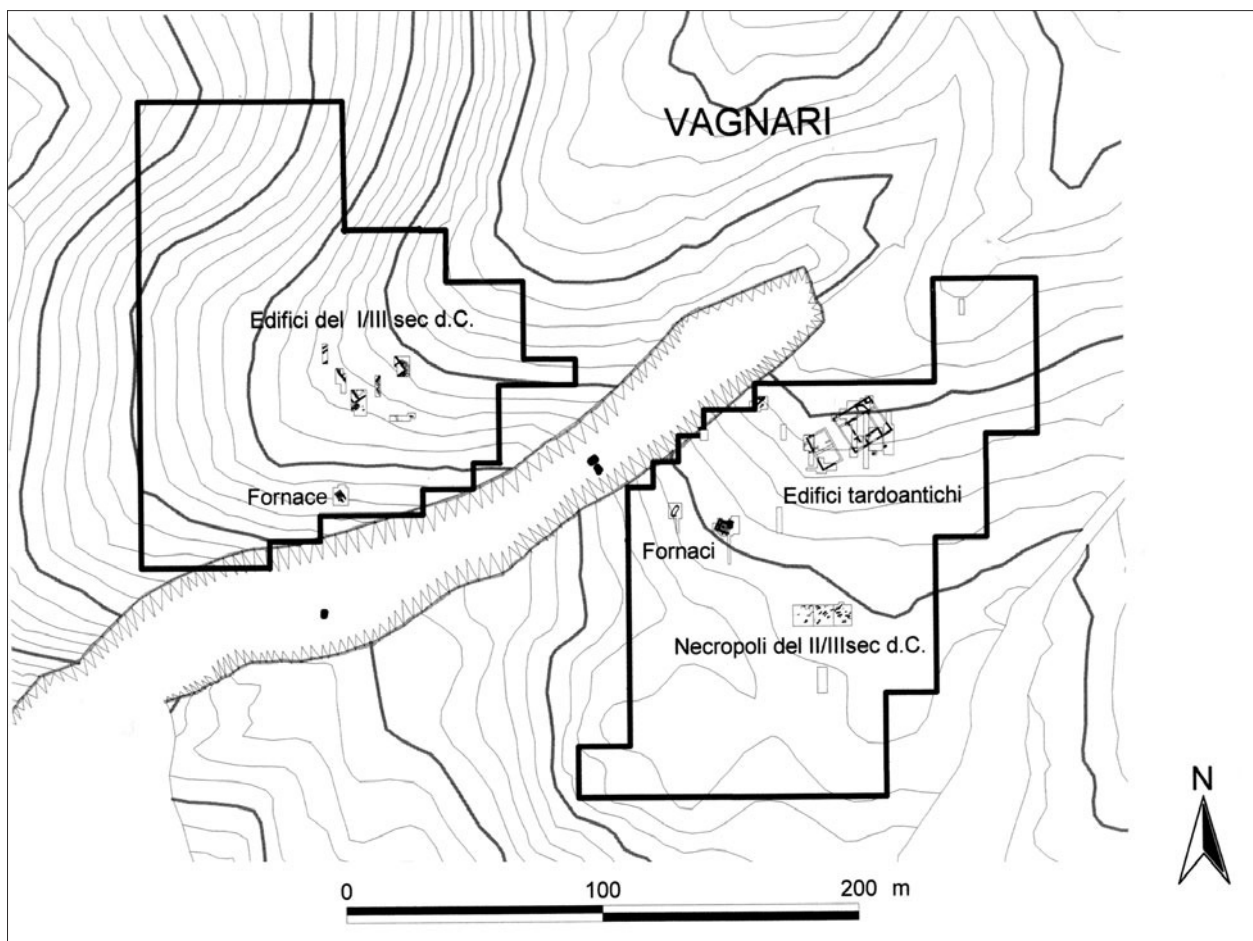 VAGNARI
Edifici del I/III sec d.C.
Fornace
Edifici tardoantichi
Fornaci
Necropoli del II/IIIsec d.C.
N
0 100 200 m